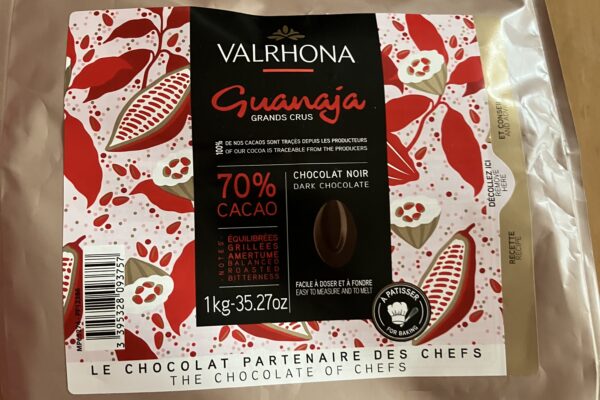 VALRHONA
Guanaja
GRANDS CRUS
100% DE NOS CACAOS SONT TRAÇÉS DEPUIS LES PRODUCTEURS
OF OUR COCOA IS TRACEABLE FROM THE PRODUCERS
70%
CACAO
CHOCOLAT NOIR
DARK CHOCOLATE
NOTES
ÉQUILIBRÉES
GRILLÉES
AMERTUME
BALANCED
ROASTED
BITTERNESS
1kg-35.27oz
FACILE À DOSER ET À FONDRE
EASY TO MEASURE AND TO MELT
À PATISSER
FOR BAKING
3 395328 093757
DÉCOLLEZ ICI
REMOVE
HERE
RECETTE
RECIPE
LE CHOCOLAT PARTENAIRE DES CHEFS
THE CHOCOLATE OF CHEFS